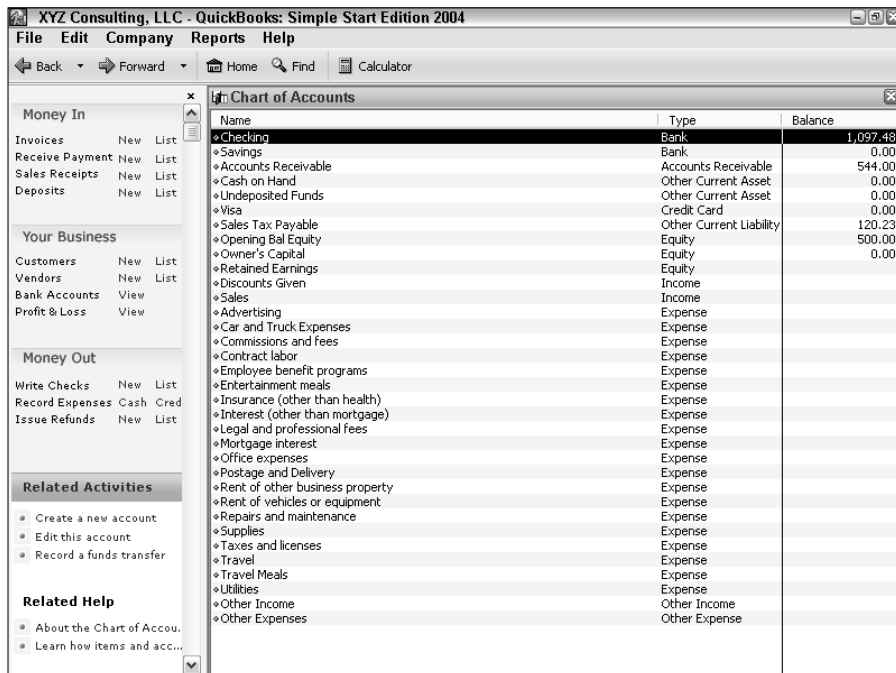 XYZ Consulting, LLC - QuickBooks: Simple Start Edition 2004
File Edit Company Reports Help
Back Forward Home Find Calculator
Money In
Invoices New List
Receive Payment New List
Sales Receipts New List
Deposits New List
Your Business
Customers New List
Vendors New List
Bank Accounts View
Profit & Loss View
Money Out
Write Checks New List
Record Expenses Cash Cred
Issue Refunds New List
Related Activities
Create a new account
Edit this account
Record a funds transfer
Related Help
About the Chart of Accou.
Learn how items and acc...
Chart of Accounts
Name Type Balance
Checking Bank 1,097.48
Savings Bank 0.00
Accounts Receivable Accounts Receivable 544.00
Cash on Hand Other Current Asset 0.00
Undeposited Funds Other Current Asset 0.00
Visa Credit Card 0.00
Sales Tax Payable Other Current Liability 120.23
Opening Bal Equity Equity 500.00
Owner's Capital Equity 0.00
Retained Earnings Equity
Discounts Given Income
Sales Income
Advertising Expense
Car and Truck Expenses Expense
Commissions and fees Expense
Contract labor Expense
Employee benefit programs Expense
Entertainment meals Expense
Insurance (other than health) Expense
Interest (other than mortgage) Expense
Legal and professional fees Expense
Mortgage interest Expense
Office expenses Expense
Postage and Delivery Expense
Rent of other business property Expense
Rent of vehicles or equipment Expense
Repairs and maintenance Expense
Supplies Expense
Taxes and licenses Expense
Travel Expense
Travel Meals Expense
Utilities Expense
Other Income Other Income
Other Expenses Other Expense